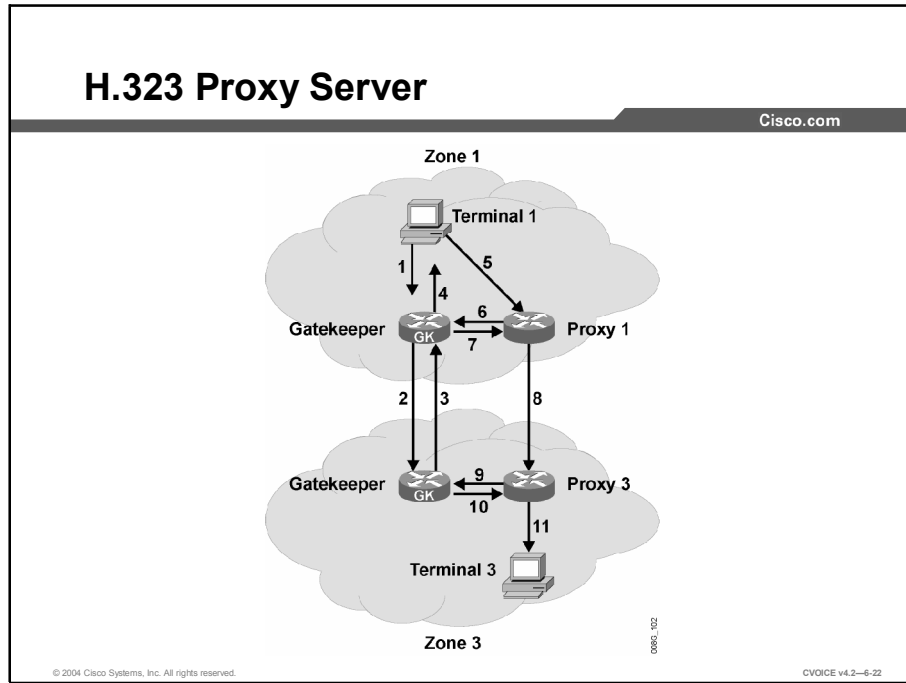 H.323 Proxy Server
Cisco.com
Zone 1
Terminal 1
1
5
4
6
Gatekeeper
GK
7
Proxy 1
2
3
8
Gatekeeper
GK
9
10
Proxy 3
11
Terminal 3
Zone 3
008G_102
© 2004 Cisco Systems, Inc. All rights reserved.
CVOICE v4.2—6-22